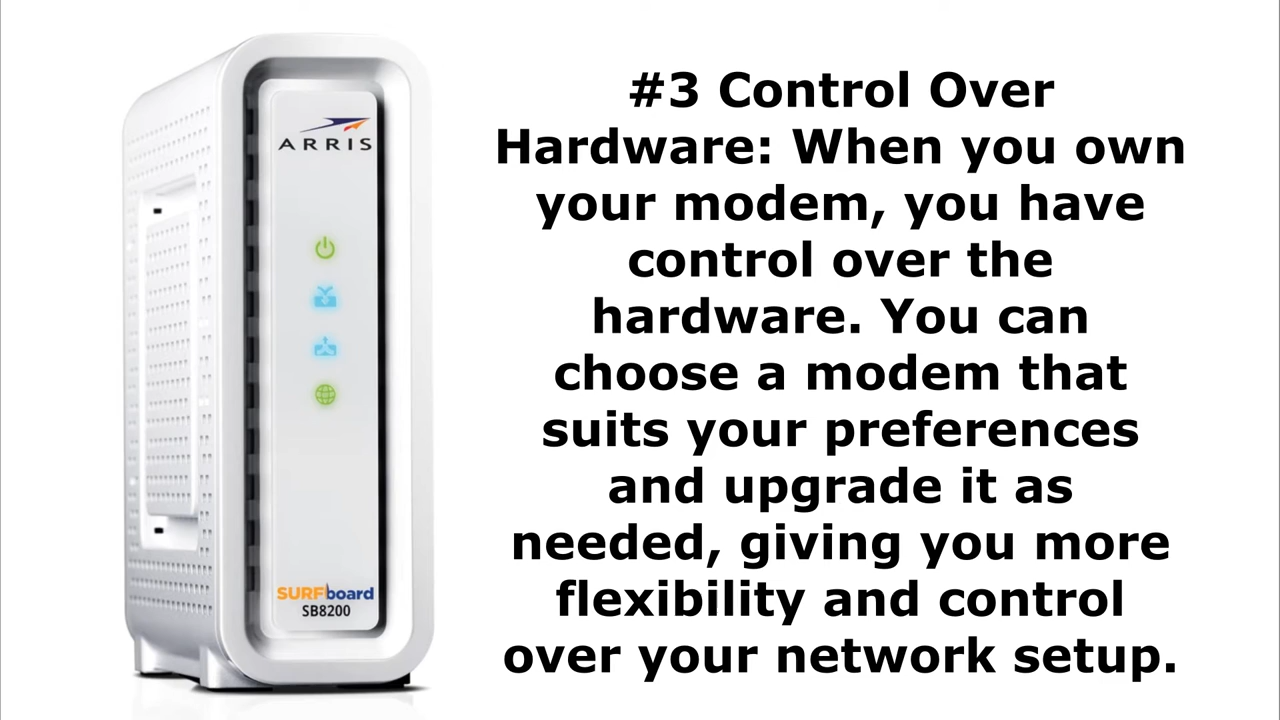 ARRIS
SURFboard
SB8200
#3 Control Over
Hardware: When you own
your modem, you have
control over the
hardware. You can
choose a modem that
suits your preferences
and upgrade it as
needed, giving you more
flexibility and control
over your network setup.